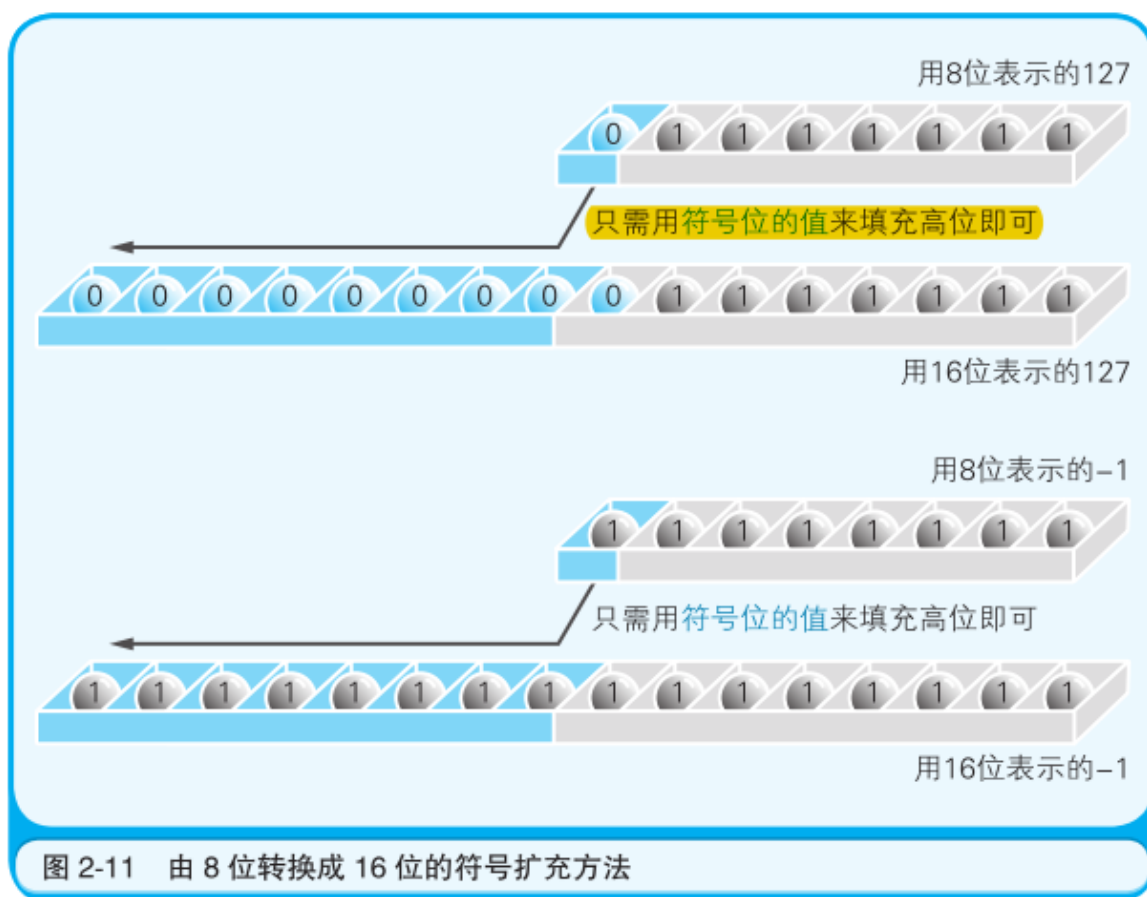 用8位表示的127
0 1 1 1 1 1 1 1
只需用符号位的值来填充高位即可
0 0 0 0 0 0 0 0 0 1 1 1 1 1 1 1
用16位表示的127
用8位表示的–1
1 1 1 1 1 1 1 1
只需用符号位的值来填充高位即可
1 1 1 1 1 1 1 1 1 1 1 1 1 1 1 1
用16位表示的–1
图 2-11 由 8 位转换成 16 位的符号扩充方法